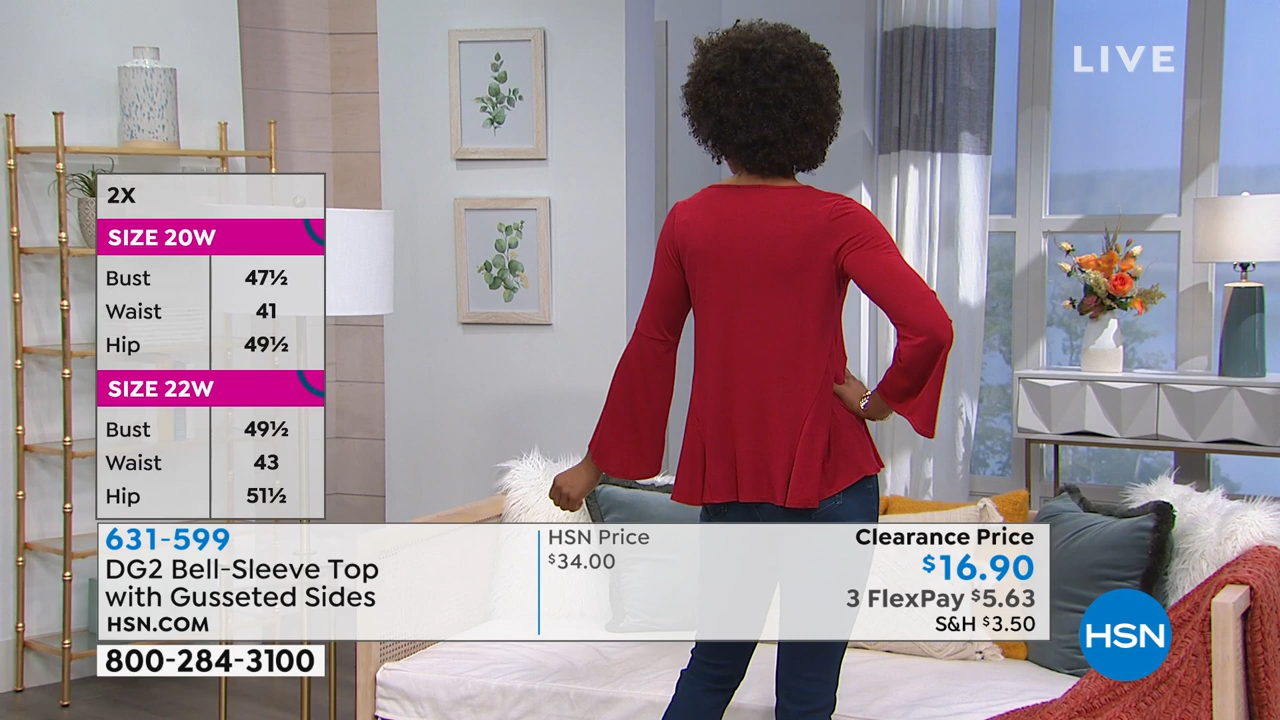 LIVE
2X
SIZE 20W
Bust 47½
Waist 41
Hip 49½
SIZE 22W
Bust 49½
Waist 43
Hip 51½
631-599
DG2 Bell-Sleeve Top
with Gusseted Sides
HSN.COM
HSN Price
$34.00
Clearance Price
$16.90
3 FlexPay $5.63
S&H $3.50
800-284-3100
HSN